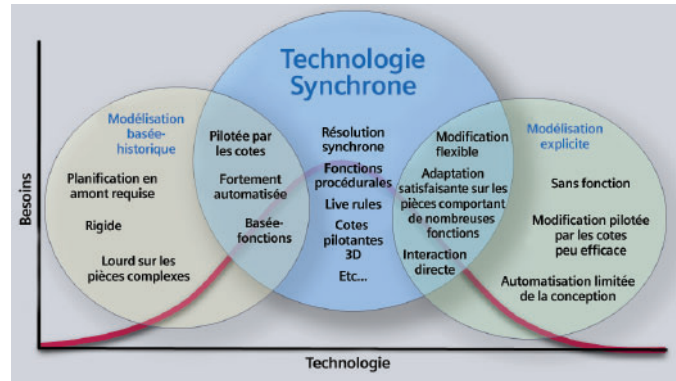 Technologie
Synchrone
Modélisation
basée-
historique
Planification en
amont requise
Rigide
Lourd sur les
pièces complexes
Pilotée par
les cotes
Fortement
automatisée
Basée-
fonctions
Résolution
synchrone
Fonctions
procédurales
Live rules
Cotes
pilotantes
3D
Etc...
Modification
flexible
Adaptation
satisfaisante sur les
pièces comportant
de nombreuses
fonctions
Interaction
directe
Modélisation
explicite
Sans fonction
Modification pilotée
par les cotes
peu efficace
Automatisation limitée
de la conception
Besoins
Technologie